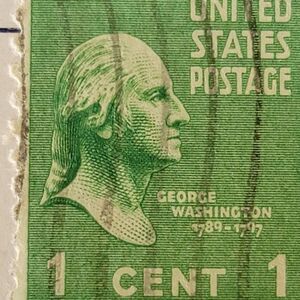 UNITED
STATES
POSTAGE
GEORGE
WASHINGTON
1789-1797
1 CENT 1